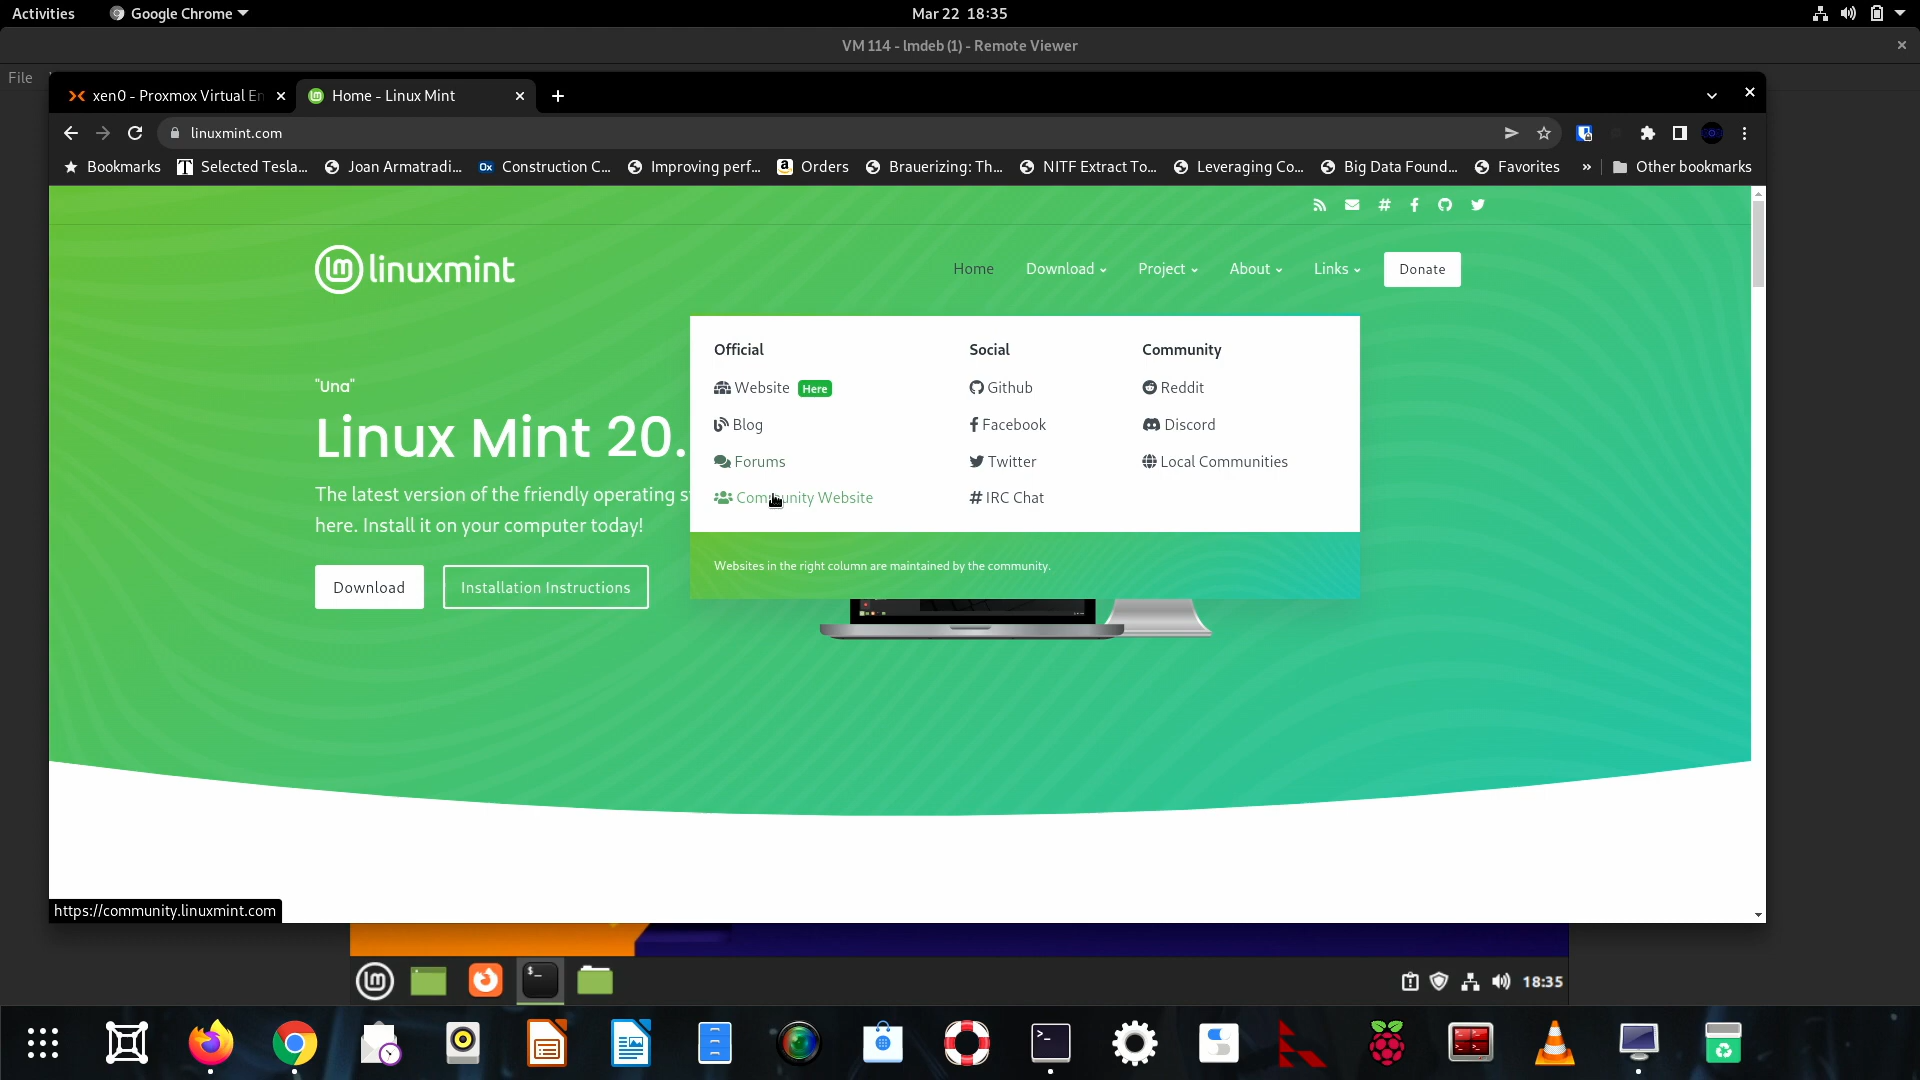 Activities Google Chrome Mar 22 18:35
VM 114 - lmdeb (1) - Remote Viewer
File
xen0 - Proxmox Virtual En Home - Linux Mint
linuxmint.com
Bookmarks Selected Tesla... Joan Armatradi... Ox Construction C... Improving perf... Orders Brauerizing: Th... NITF Extract To... Leveraging Co... Big Data Found... Favorites » Other bookmarks
linuxmint Home Download Project About Links Donate
Official Social Community
Website Here Github Reddit
Blog Facebook Discord
Forums Twitter Local Communities
Community Website # IRC Chat
Websites in the right column are maintained by the community.
"Una"
Linux Mint 20.
The latest version of the friendly operating s
here. Install it on your computer today!
Download Installation Instructions
https://community.linuxmint.com
$_ 18:35
>_